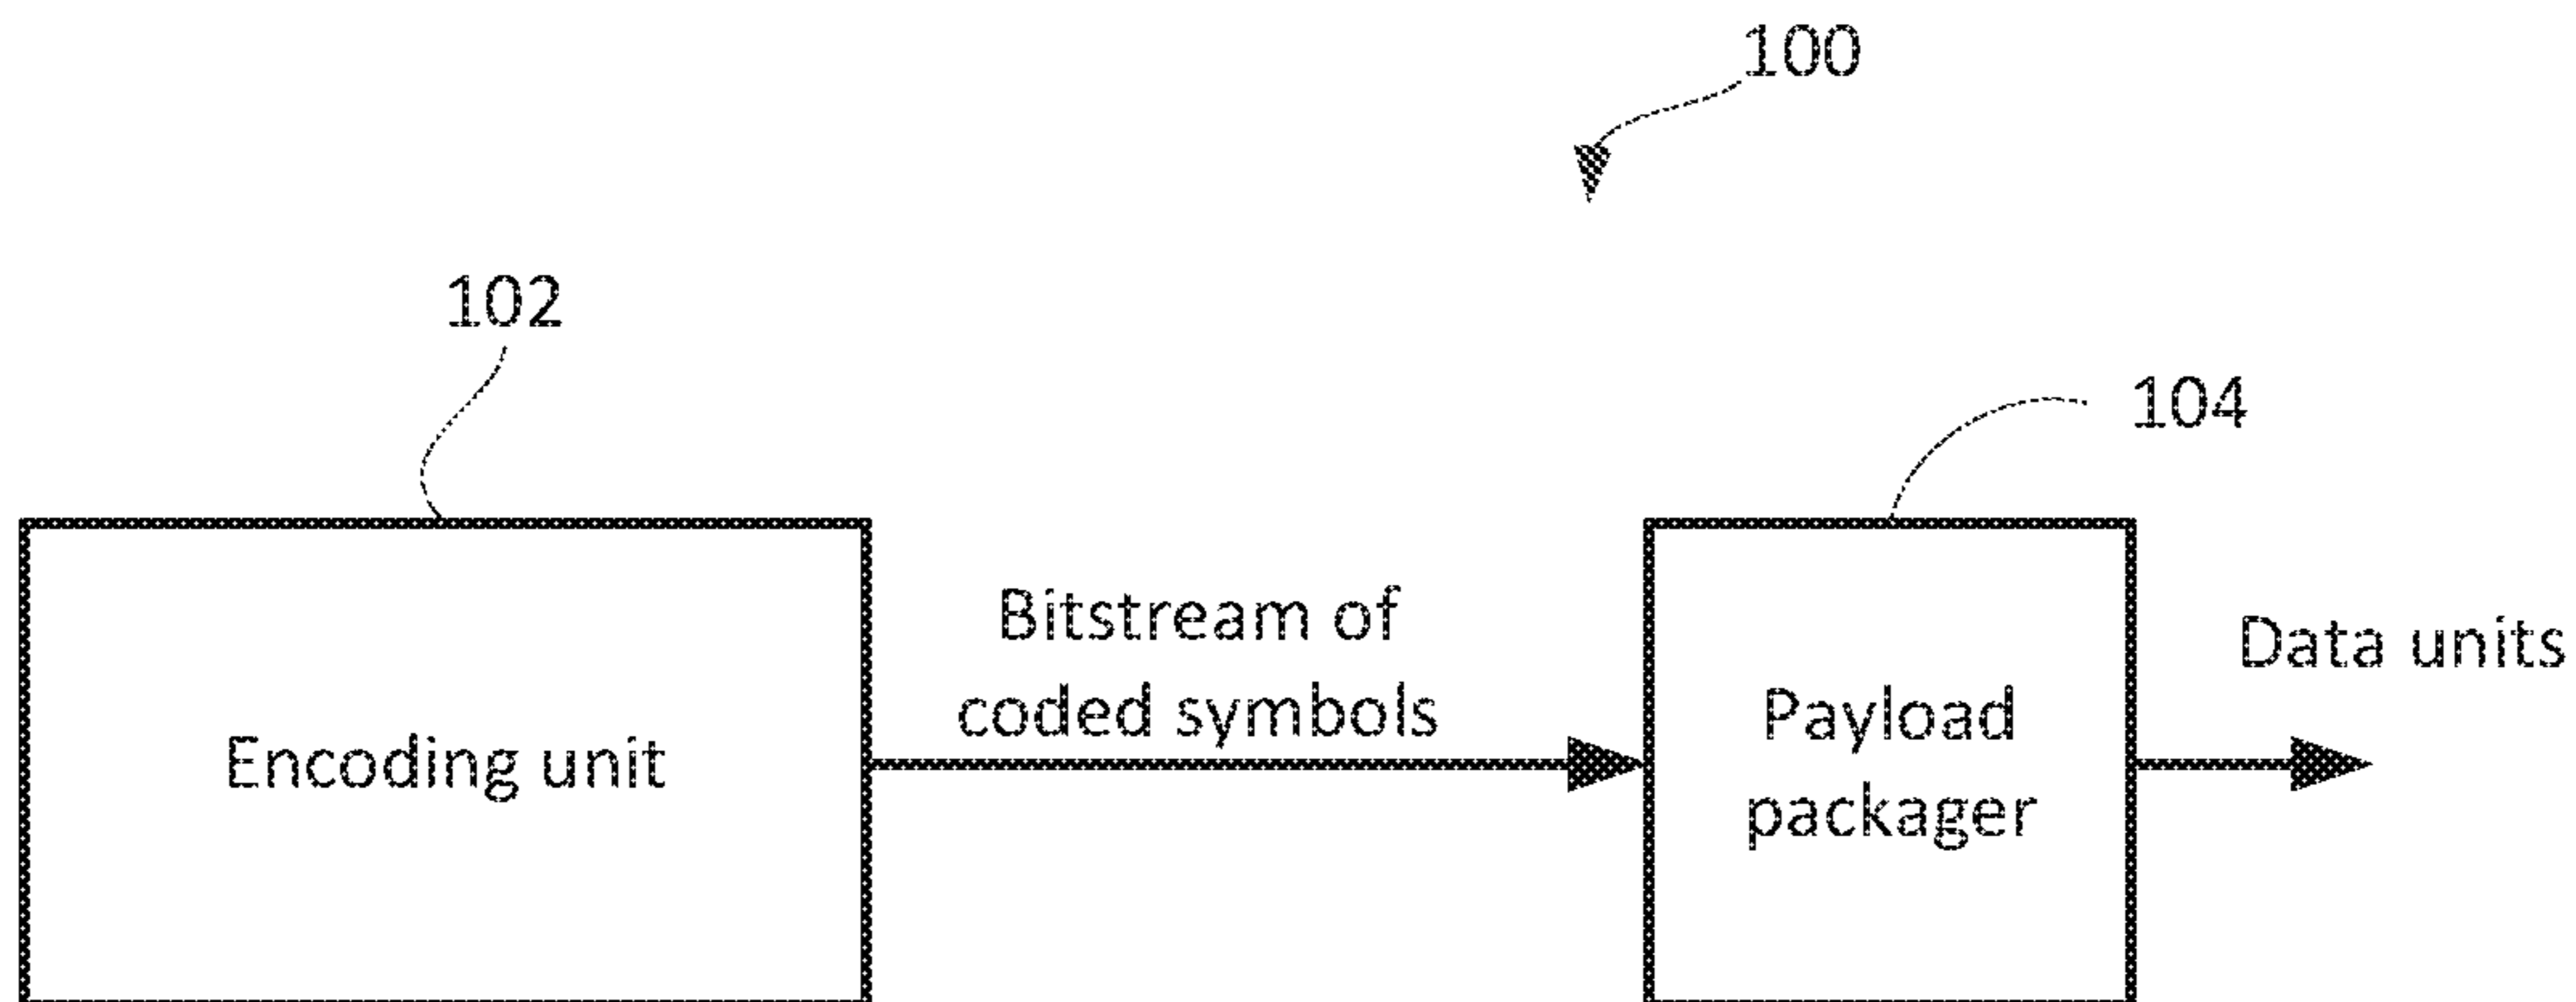 100
102
104
Bitstream of
coded symbols
Data units
Encoding unit
Payload
packager